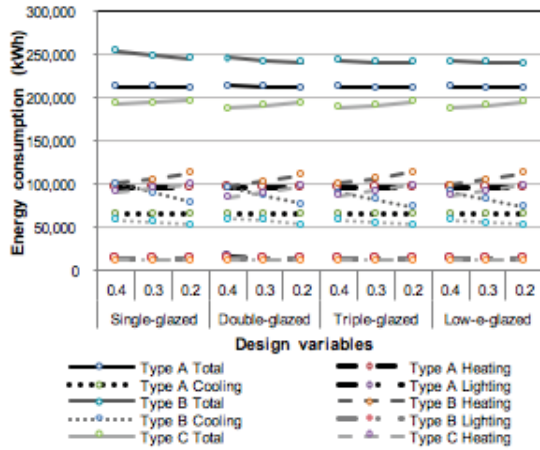 300,000
250,000
200,000
150,000
100,000
50,000
0
Energy consumption (kWh)
0.4 0.3 0.2 0.4 0.3 0.2 0.4 0.3 0.2 0.4 0.3 0.2
Single-glazed Double-glazed Triple-glazed Low-e-glazed
Design variables
Type A Total Type A Heating
Type A Cooling Type A Lighting
Type B Total Type B Heating
Type B Cooling Type B Lighting
Type C Total Type C Heating